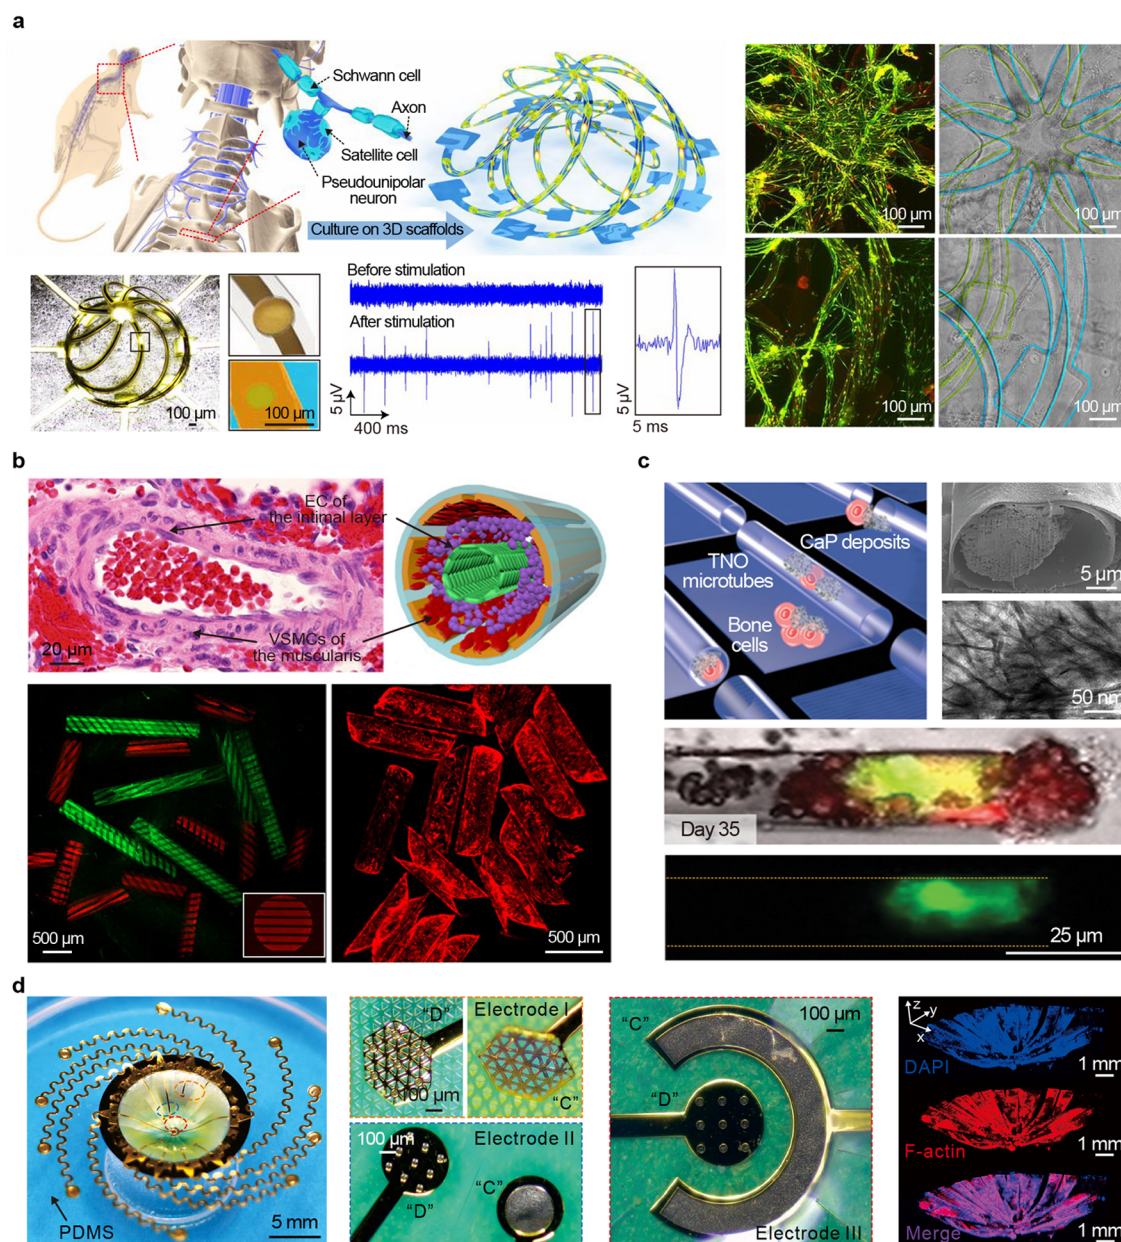 a
Schwann cell
Axon
Satellite cell
Pseudounipolar
neuron
Culture on 3D scaffolds
100 µm
100 µm
100 µm
100 µm
Before stimulation
After stimulation
5 µV
400 ms
5 ms
100 µm
100 µm
b
EC of
the intimal layer
VSMCs of
the muscularis
20 µm
500 µm
500 µm
c
CaP deposits
TNO
microtubes
Bone
cells
5 µm
50 nm
Day 35
25 µm
d
PDMS
5 mm
"D"
100 µm
Electrode I
"C"
100 µm
Electrode II
"C"
"D"
"C"
100 µm
"D"
Electrode III
z
y
x
DAPI
1 mm
F-actin
1 mm
Merge
1 mm